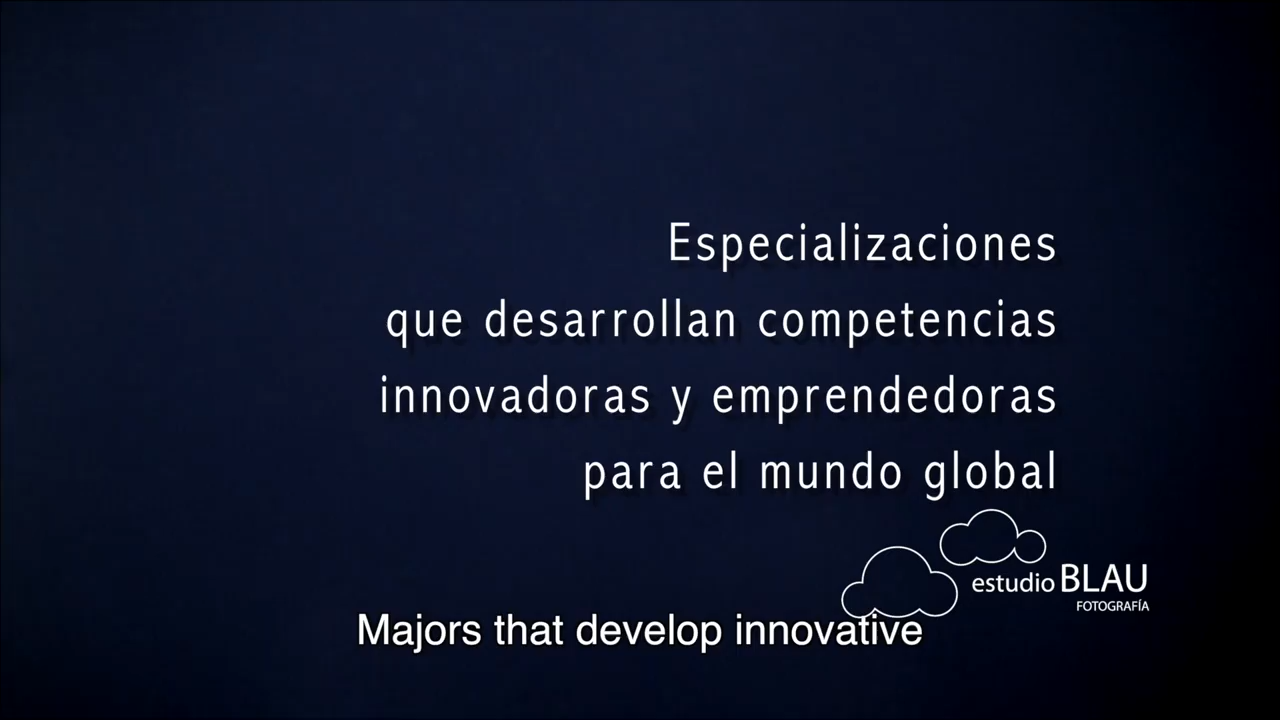 Especializaciones
que desarrollan competencias
innovadoras y emprendedoras
para el mundo global
estudio BLAU
FOTOGRAFÍA
Majors that develop innovative